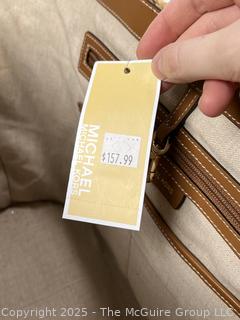 MICHAEL
MICHAEL KORS
$157.99
Copyright 2025 - The McGuire Group LLC